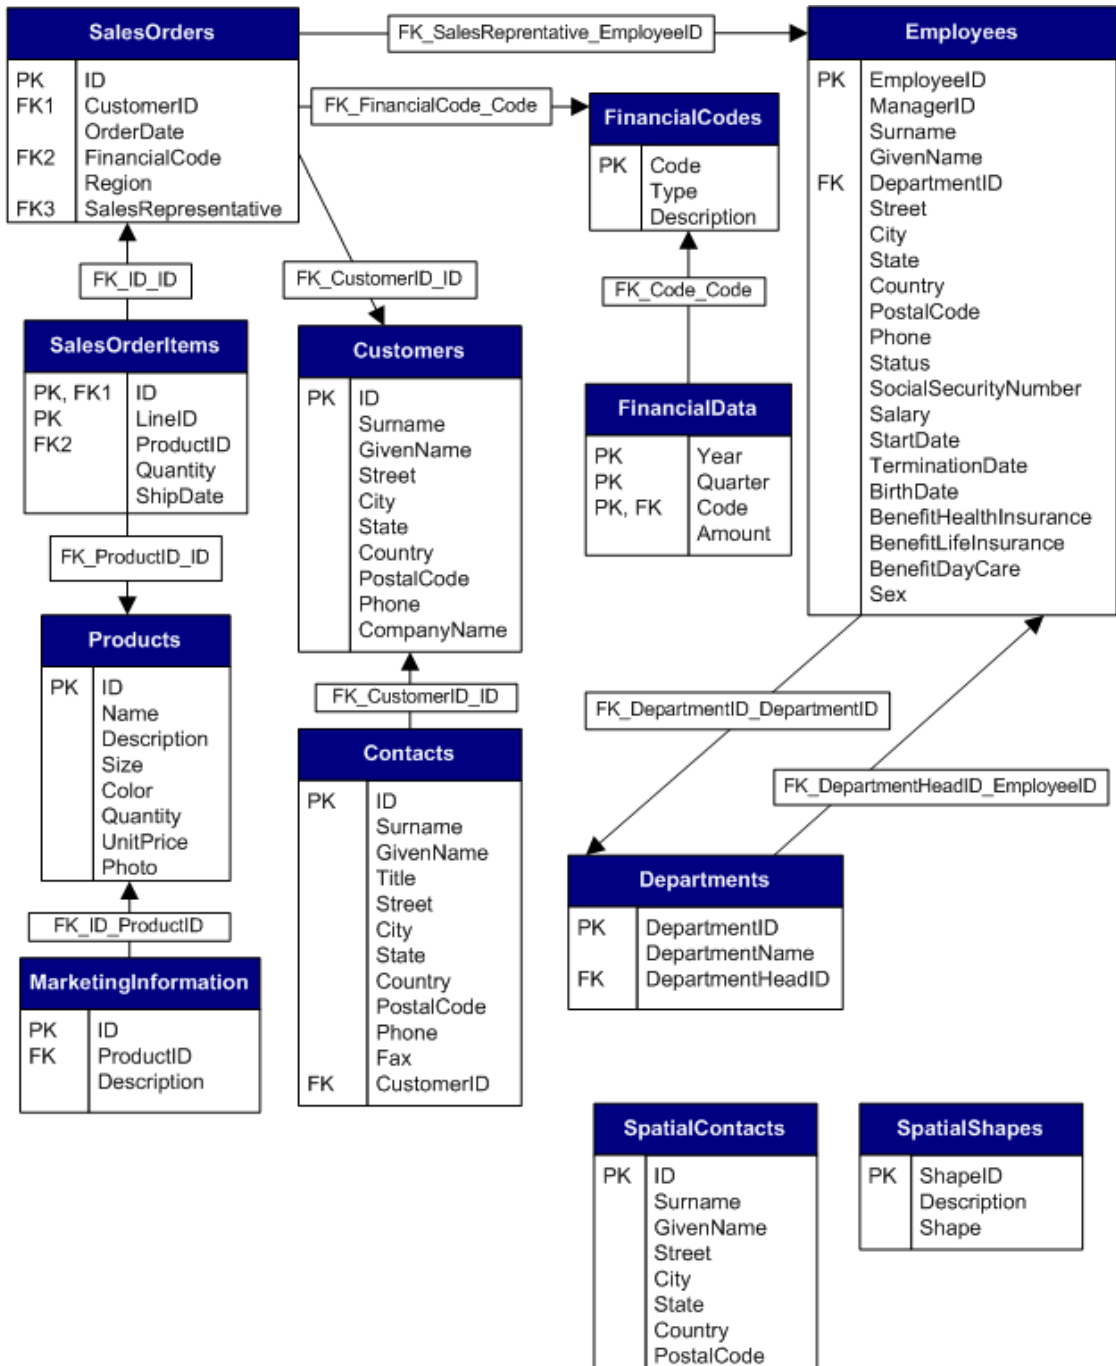 SalesOrders
PK ID
FK1 CustomerID
OrderDate
FK2 FinancialCode
Region
FK3 SalesRepresentative
FK_SalesReprentative_EmployeeID
FK_FinancialCode_Code
FK_CustomerID_ID
FK_ID_ID
Employees
PK EmployeeID
ManagerID
Surname
GivenName
FK DepartmentID
Street
City
State
Country
PostalCode
Phone
Status
SocialSecurityNumber
Salary
StartDate
TerminationDate
BirthDate
BenefitHealthInsurance
BenefitLifeInsurance
BenefitDayCare
Sex
FinancialCodes
PK Code
Type
Description
FK_Code_Code
FinancialData
PK Year
PK Quarter
PK, FK Code
Amount
SalesOrderItems
PK, FK1 ID
PK LineID
FK2 ProductID
Quantity
ShipDate
FK_ProductID_ID
Customers
PK ID
Surname
GivenName
Street
City
State
Country
PostalCode
Phone
CompanyName
FK_CustomerID_ID
Products
PK ID
Name
Description
Size
Color
Quantity
UnitPrice
Photo
FK_ID_ProductID
MarketingInformation
PK ID
FK ProductID
Description
Contacts
PK ID
Surname
GivenName
Title
Street
City
State
Country
PostalCode
Phone
Fax
FK CustomerID
FK_DepartmentID_DepartmentID
FK_DepartmentHeadID_EmployeeID
Departments
PK DepartmentID
DepartmentName
FK DepartmentHeadID
SpatialContacts
PK ID
Surname
GivenName
Street
City
State
Country
PostalCode
SpatialShapes
PK ShapeID
Description
Shape